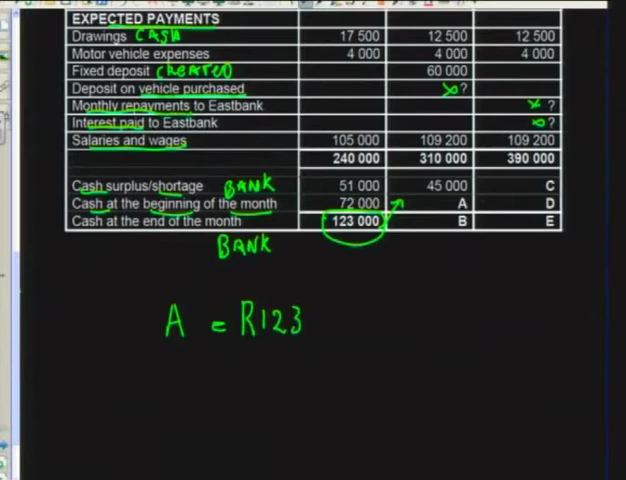 EXPECTED PAYMENTS
Drawings CASH 17 500 12 500 12 500
Motor vehicle expenses 4 000 4 000 4 000
Fixed deposit CREATED 60 000
Deposit on vehicle purchased ?
Monthly repayments to Eastbank ?
Interest paid to Eastbank ?
Salaries and wages 105 000 109 200 109 200
240 000 310 000 390 000
Cash surplus/shortage BANK 51 000 45 000 C
Cash at the beginning of the month 72 000 A D
Cash at the end of the month 123 000 B E
BANK
A = R123